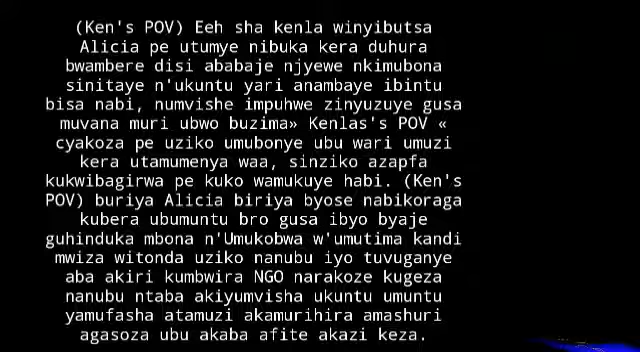 (Ken's POV) Eeh sha kenla winyibutsa
Alicia pe utumye nibuka kera duhura
bwambere disi ababaje njyewe nkimubona
sinitaye n'ukuntu yari anambaye ibintu
bisa nabi, numvishe impuhwe zinyuzuye gusa
muvana muri ubwo buzima» Kenlas's POV «
cyakoza pe uziko umubonye ubu wari umuzi
kera utamumenya waa, sinziko azapfa
kukwibagirwa pe kuko wamukuye habi. (Ken's
POV) buriya Alicia biriya byose nabikoraga
kubera ubumuntu bro gusa ibyo byaje
guhinduka mbona n'Umukobwa w'umutima kandi
mwiza witonda uziko nanubu iyo tuvuganye
aba akiri kumbwira NGO narakoze kugeza
nanubu ntaba akiyumvisha ukuntu umuntu
yamufasha atamuzi akamurihira amashuri
agasoza ubu akaba afite akazi keza.